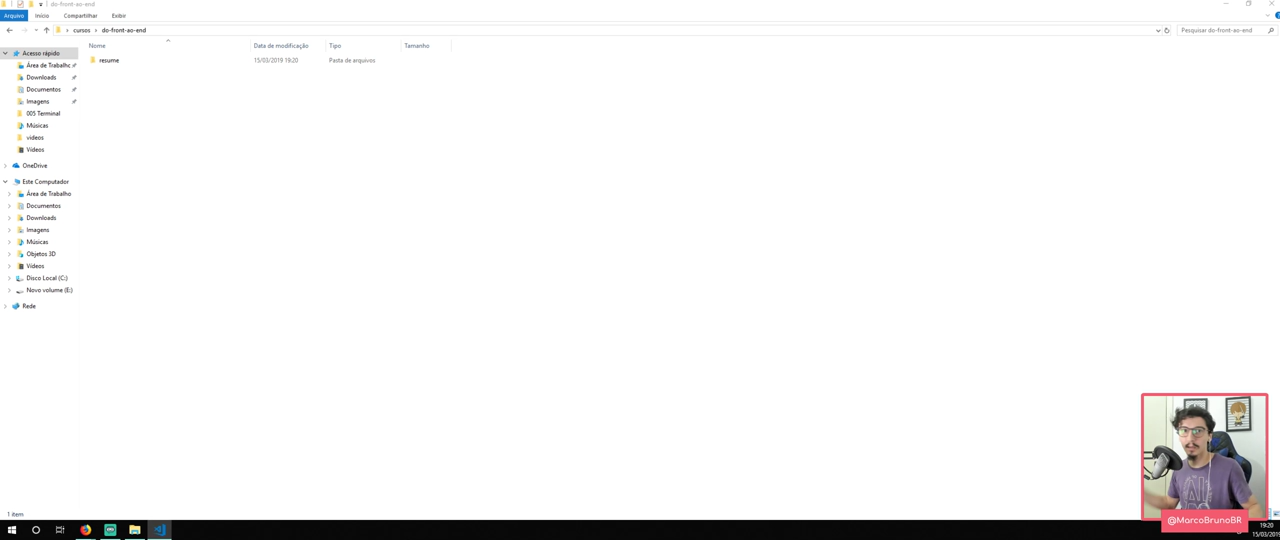 do-front-ao-end
Arquivo Início Compartilhar Exibir
cursos do-front-ao-end Pesquisar do-front-ao-end
Nome Data de modificação Tipo Tamanho
resume 15/03/2019 19:20 Pasta de arquivos
Acesso rápido
Área de Trabalho
Downloads
Documentos
Imagens
005 Terminal
Músicas
videos
Vídeos
OneDrive
Este Computador
Área de Trabalho
Documentos
Downloads
Imagens
Músicas
Objetos 3D
Vídeos
Disco Local (C:)
Novo volume (E:)
Rede
1 item
@MarcoBrunoBR
19:20
15/03/2019